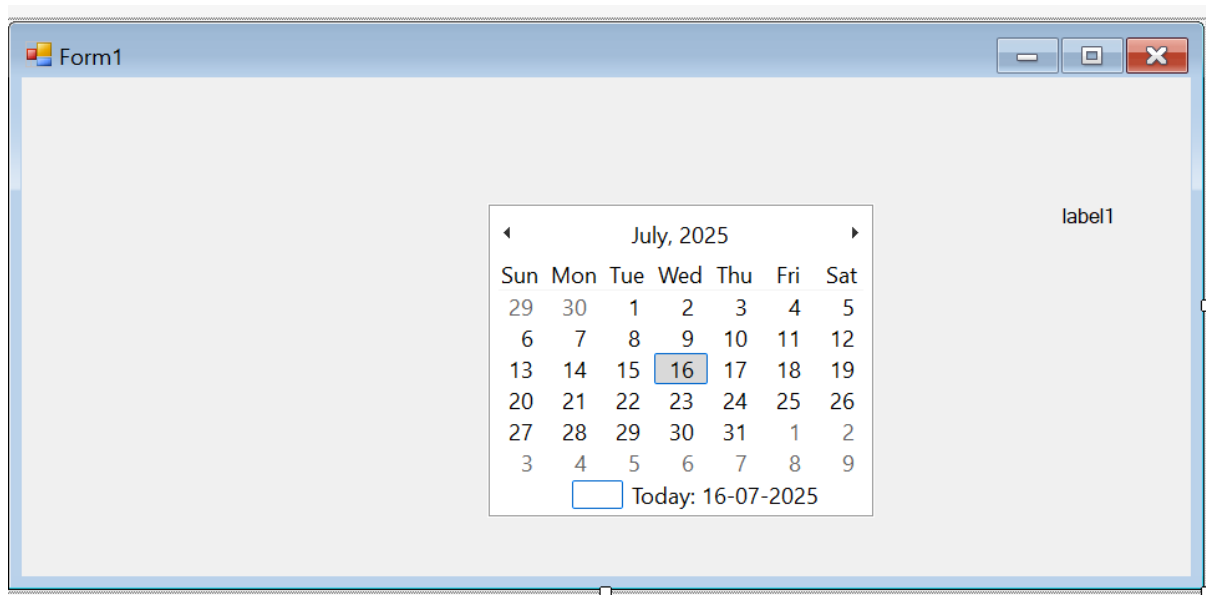 Form1
label1
July, 2025
Sun Mon Tue Wed Thu Fri Sat
29 30 1 2 3 4 5
6 7 8 9 10 11 12
13 14 15 16 17 18 19
20 21 22 23 24 25 26
27 28 29 30 31 1 2
3 4 5 6 7 8 9
Today: 16-07-2025